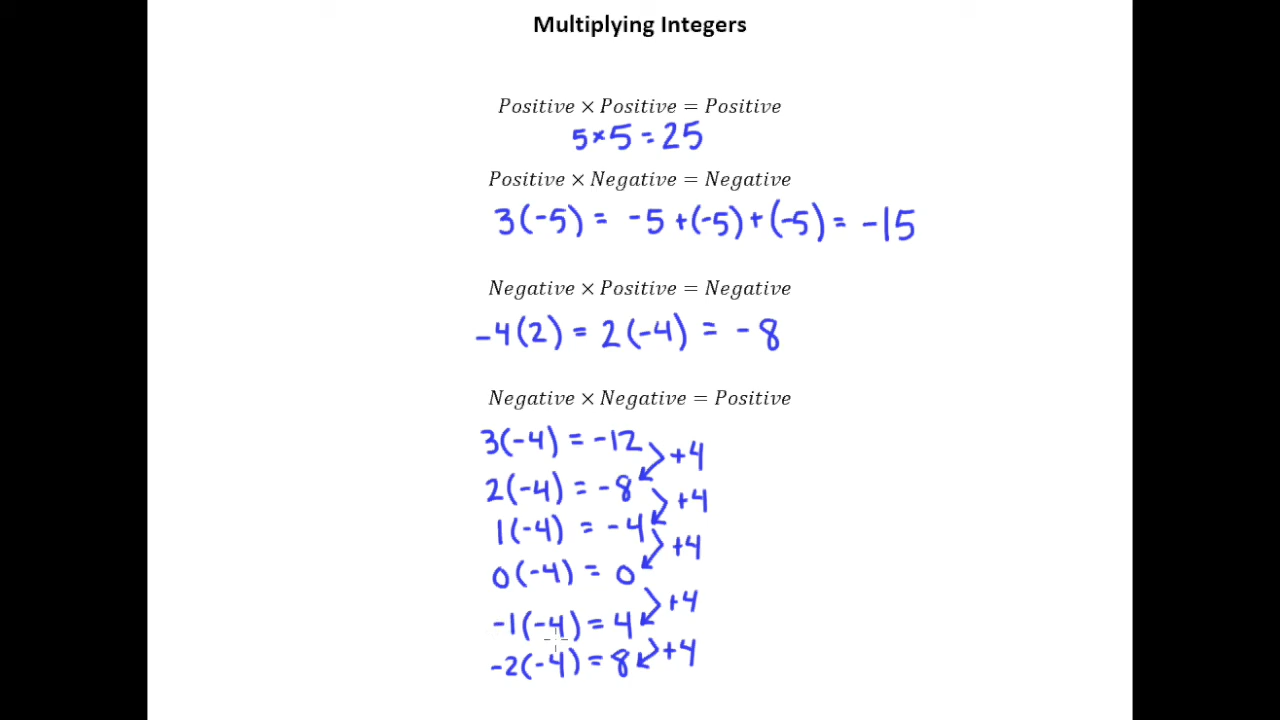 Multiplying Integers
Positive × Positive = Positive
5 × 5 = 25
Positive × Negative = Negative
3(-5) = -5 + (-5) + (-5) = -15
Negative × Positive = Negative
-4(2) = 2(-4) = -8
Negative × Negative = Positive
3(-4) = -12
+4
2(-4) = -8
+4
1(-4) = -4
+4
0(-4) = 0
+4
-1(-4) = 4
+4
-2(-4) = 8